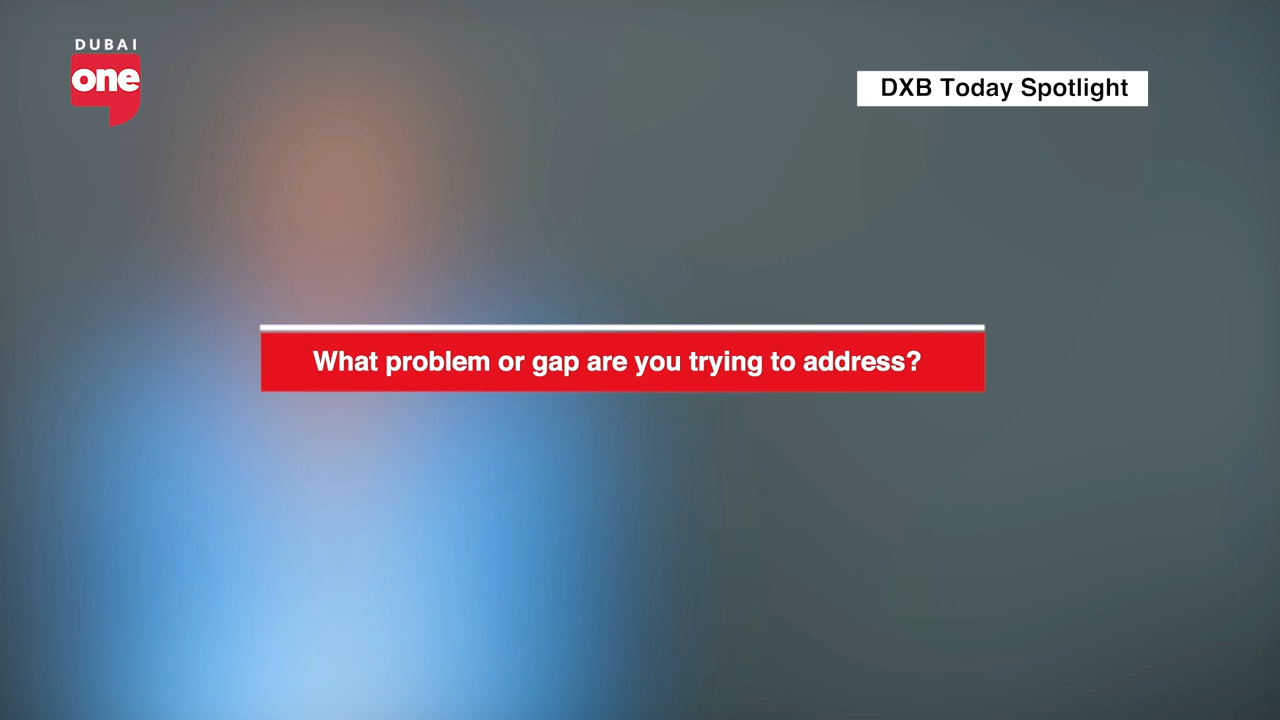 DUBAI
one
DXB Today Spotlight
What problem or gap are you trying to address?